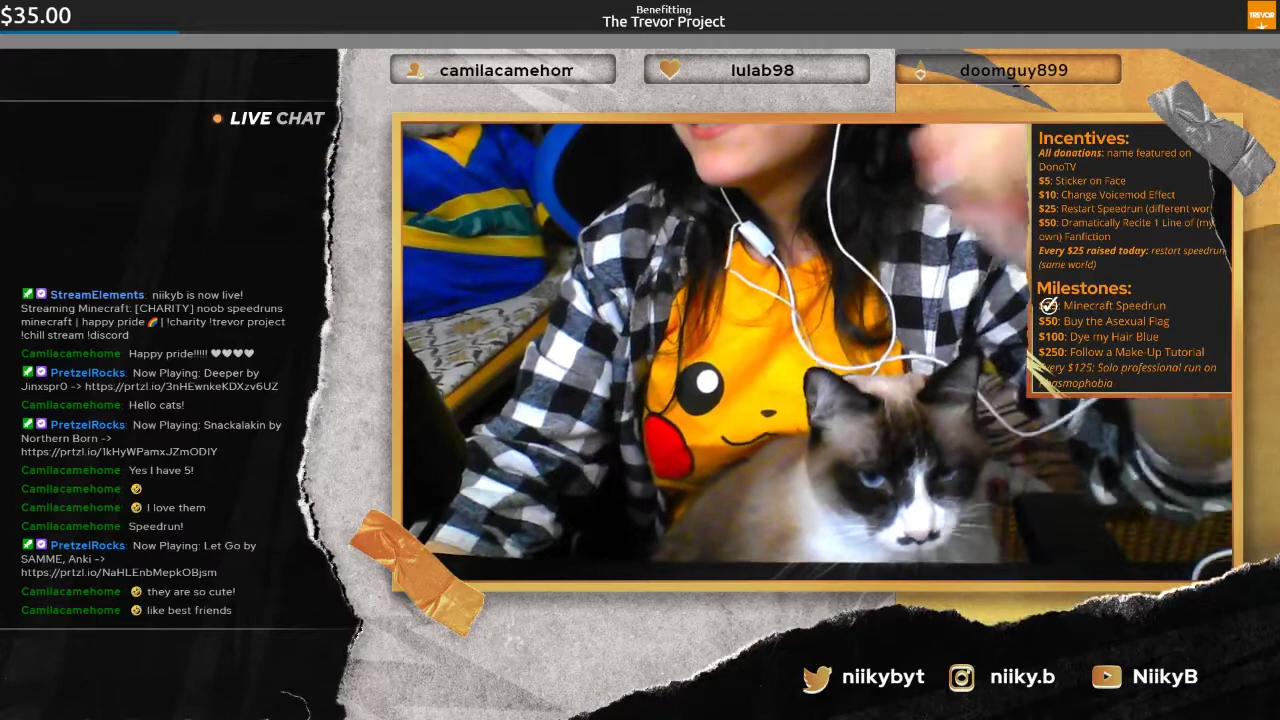 $35.00
Benefitting
The Trevor Project
TREVOR
camilacamehom
lulab98
doomguy899
LIVE CHAT
StreamElements: niikyb is now live!
Streaming Minecraft: [CHARITY] noob speedruns
minecraft | happy pride 🌈 | !charity !trevor project
!chill stream !discord
Camilacamehome: Happy pride!!!!! 🤍🤍🤍🤍
PretzelRocks: Now Playing: Deeper by
Jinxspr0 -> https://prtzl.io/3nHEwnkeKDXzv6UZ
Camilacamehome: Hello cats!
PretzelRocks: Now Playing: Snackalakin by
Northern Born ->
https://prtzl.io/1kHyWPamxJZmODIY
Camilacamehome: Yes I have 5!
Camilacamehome: 🤣
Camilacamehome: 🤣 I love them
Camilacamehome: Speedrun!
PretzelRocks: Now Playing: Let Go by
SAMME, Anki ->
https://prtzl.io/NaHLEnbMepkOBjsm
Camilacamehome: 🤣 they are so cute!
Camilacamehome: 🤣 like best friends
Incentives:
All donations: name featured on
DonoTV
$5: Sticker on Face
$10: Change Voicemod Effect
$25: Restart Speedrun (different wor
$50: Dramatically Recite 1 Line of (my
own) Fanfiction
Every $25 raised today: restart speedrun
(same world)
Milestones:
Minecraft Speedrun
$50: Buy the Asexual Flag
$100: Dye my Hair Blue
$250: Follow a Make-Up Tutorial
Every $125: Solo professional run on
Phasmophobia
niikybyt
niiky.b
NiikyB